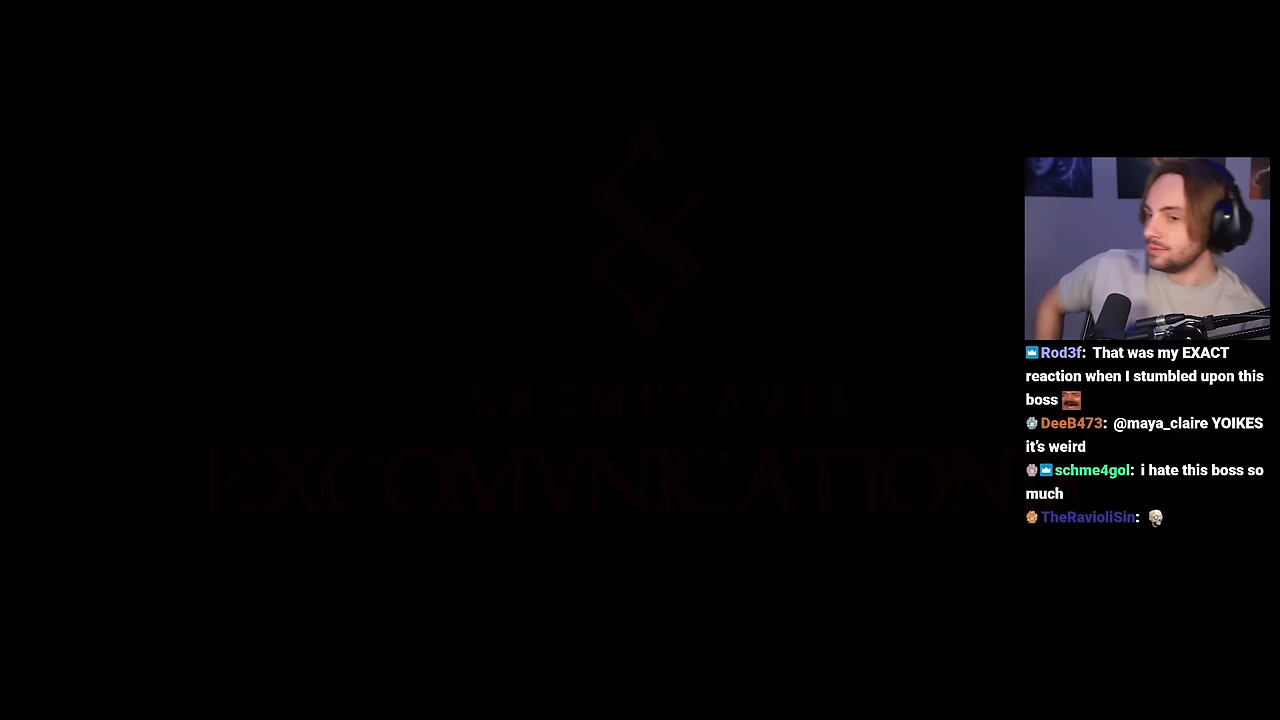 EXCOMVNICATION
Rod3f: That was my EXACT
reaction when I stumbled upon this
boss
DeeB473: @maya_claire YOIKES
it's weird
schme4gol: i hate this boss so
much
TheRavioliSin: